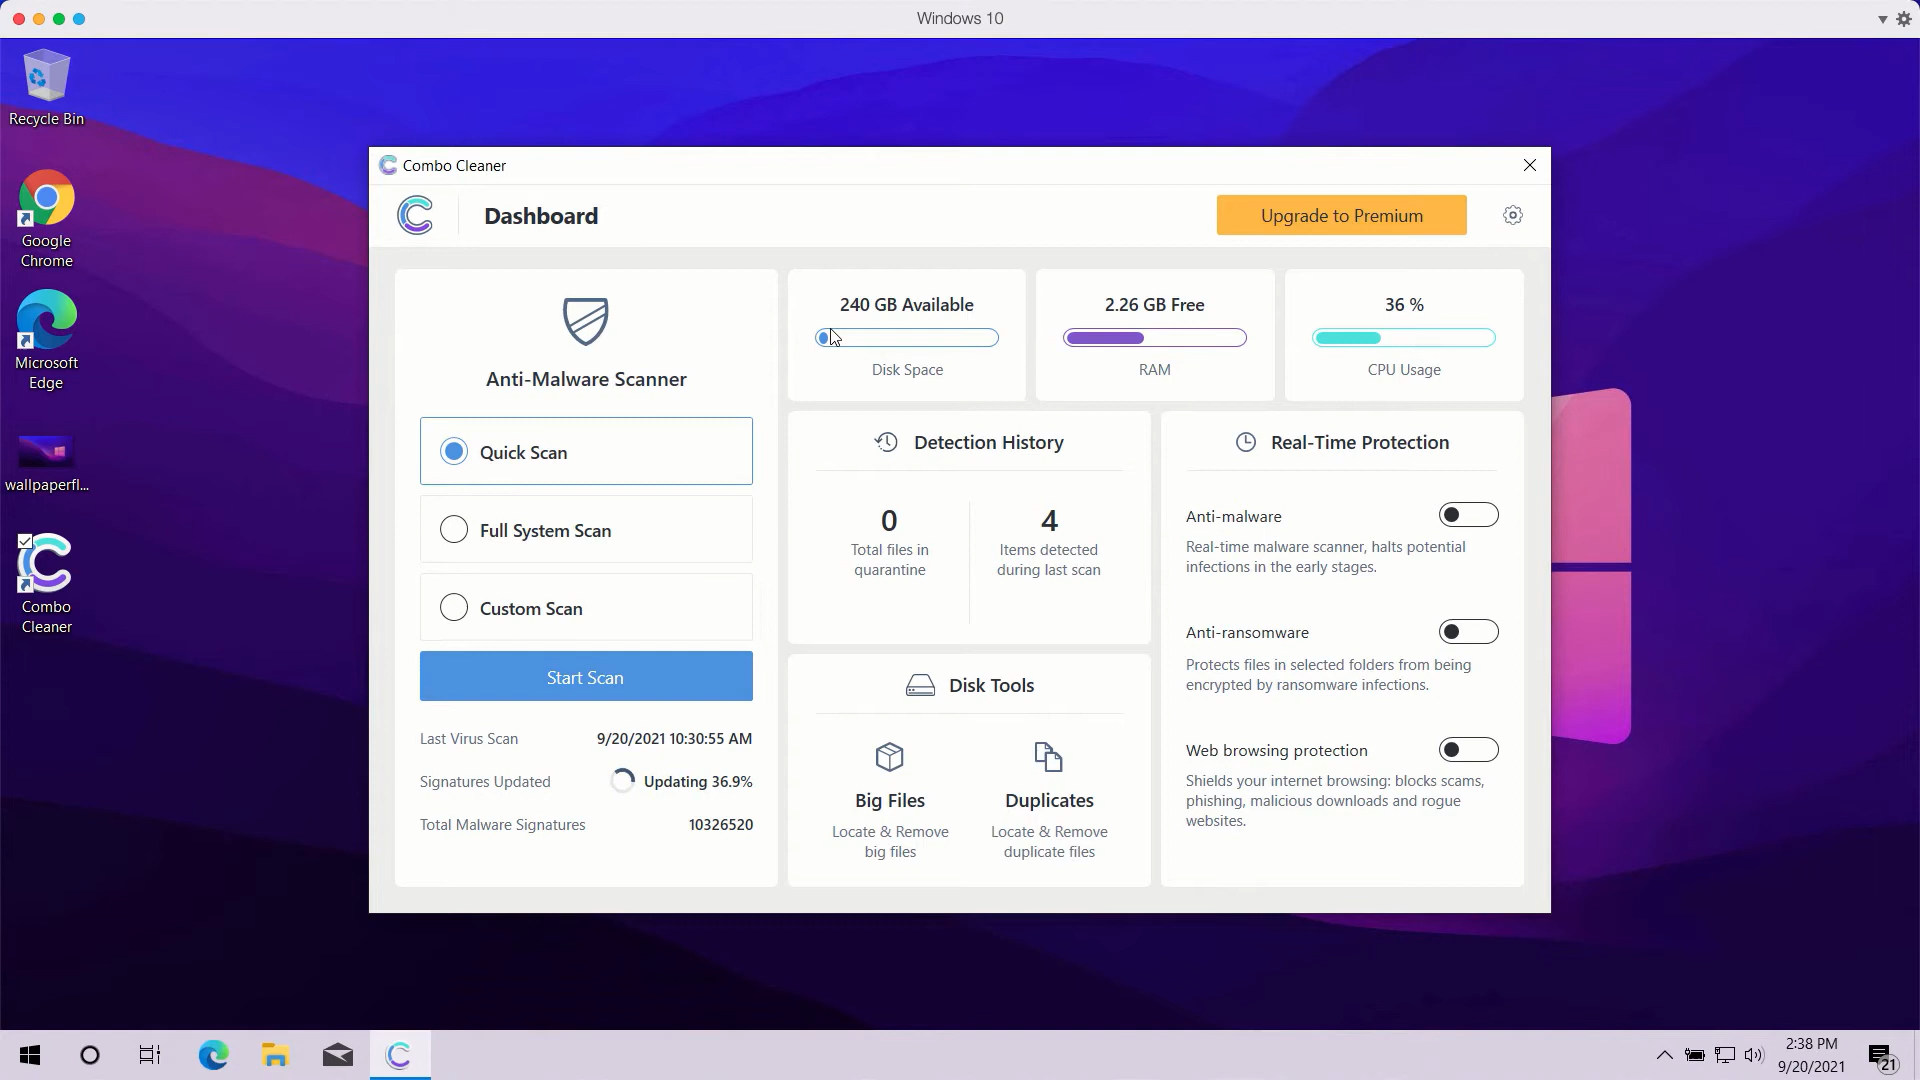 Windows 10
Recycle Bin
Google
Chrome
Microsoft
Edge
wallpaperfl...
Combo
Cleaner
Combo Cleaner
Dashboard
Upgrade to Premium
Anti-Malware Scanner
Quick Scan
Full System Scan
Custom Scan
Start Scan
Last Virus Scan 9/20/2021 10:30:55 AM
Signatures Updated Updating 36.9%
Total Malware Signatures 10326520
240 GB Available
Disk Space
2.26 GB Free
RAM
36 %
CPU Usage
Detection History
0
Total files in
quarantine
4
Items detected
during last scan
Disk Tools
Big Files
Locate & Remove
big files
Duplicates
Locate & Remove
duplicate files
Real-Time Protection
Anti-malware
Real-time malware scanner, halts potential
infections in the early stages.
Anti-ransomware
Protects files in selected folders from being
encrypted by ransomware infections.
Web browsing protection
Shields your internet browsing: blocks scams,
phishing, malicious downloads and rogue
websites.
2:38 PM
9/20/2021
21